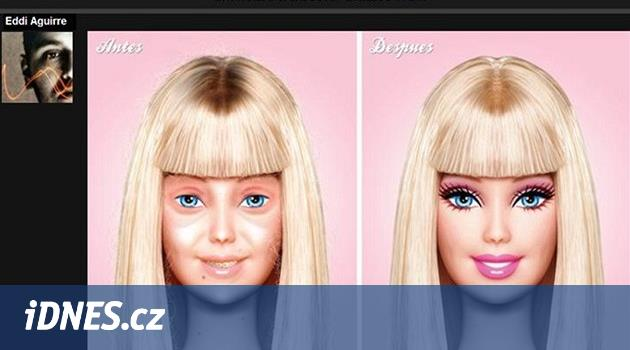 Eddi Aguirre
Antes
Despues
iDNES.cz